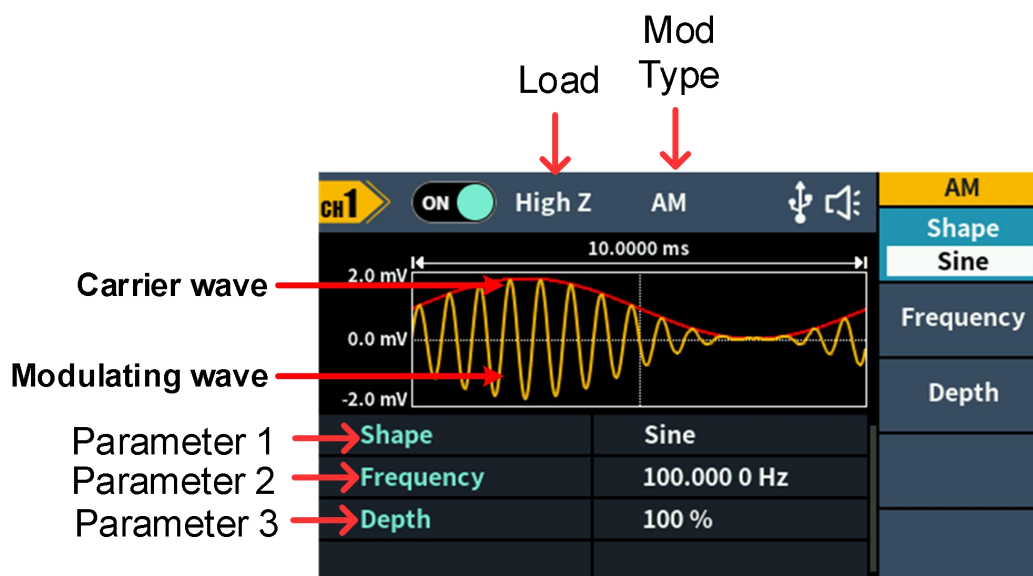 Mod
Type
Load
CH1
ON
High Z
AM
AM
Shape
Sine
10.0000 ms
Carrier wave
2.0 mV
Frequency
0.0 mV
Modulating wave
Depth
-2.0 mV
Parameter 1
Shape
Sine
Parameter 2
Frequency
100.000 0 Hz
Parameter 3
Depth
100 %